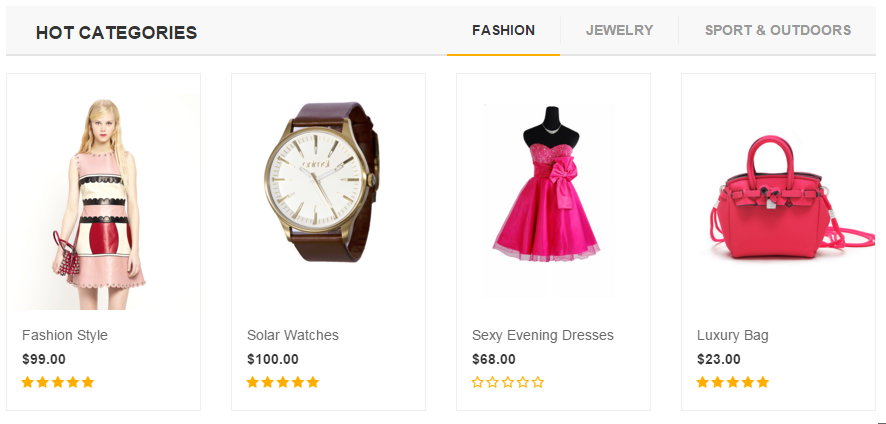 HOT CATEGORIES
FASHION
JEWELRY
SPORT & OUTDOORS
Fashion Style
$99.00
Solar Watches
$100.00
Sexy Evening Dresses
$68.00
Luxury Bag
$23.00